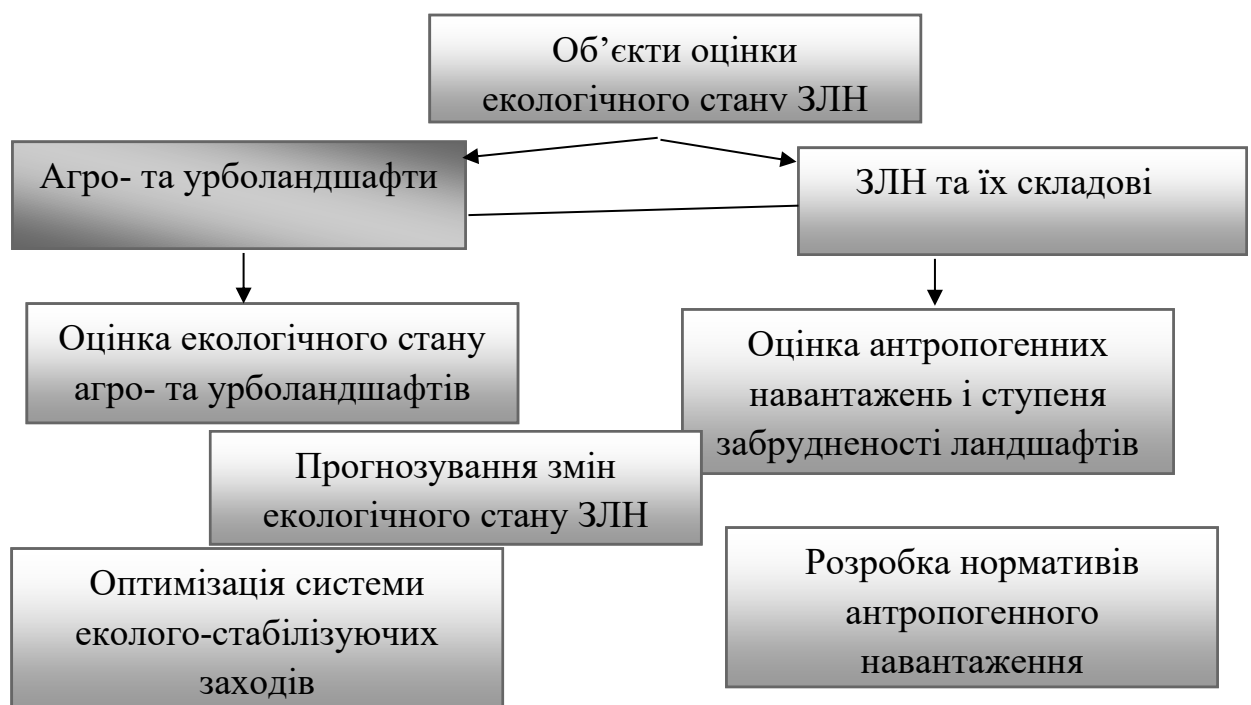 Об’єкти оцінки
екологічного стану ЗЛН
Агро- та урболандшафти
ЗЛН та їх складові
Оцінка екологічного стану
агро- та урболандшафтів
Оцінка антропогенних
навантажень і ступеня
забрудненості ландшафтів
Прогнозування змін
екологічного стану ЗЛН
Оптимізація системи
еколого-стабілізуючих
заходів
Розробка нормативів
антропогенного
навантаження